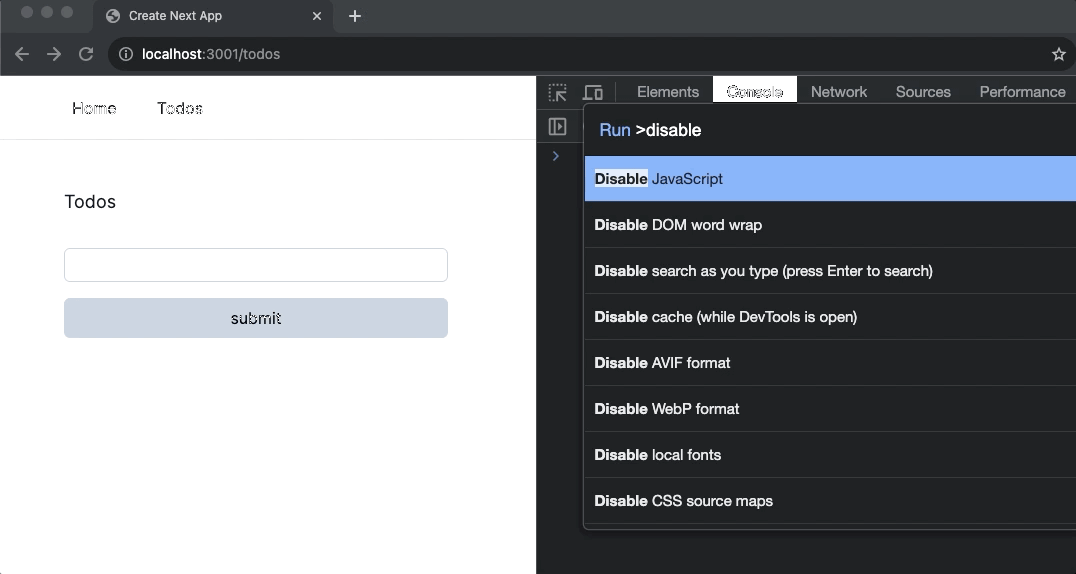 Create Next App
localhost:3001/todos
Home Todos
Todos
submit
Elements Console Network Sources Performance
Run >disable
Disable JavaScript
Disable DOM word wrap
Disable search as you type (press Enter to search)
Disable cache (while DevTools is open)
Disable AVIF format
Disable WebP format
Disable local fonts
Disable CSS source maps